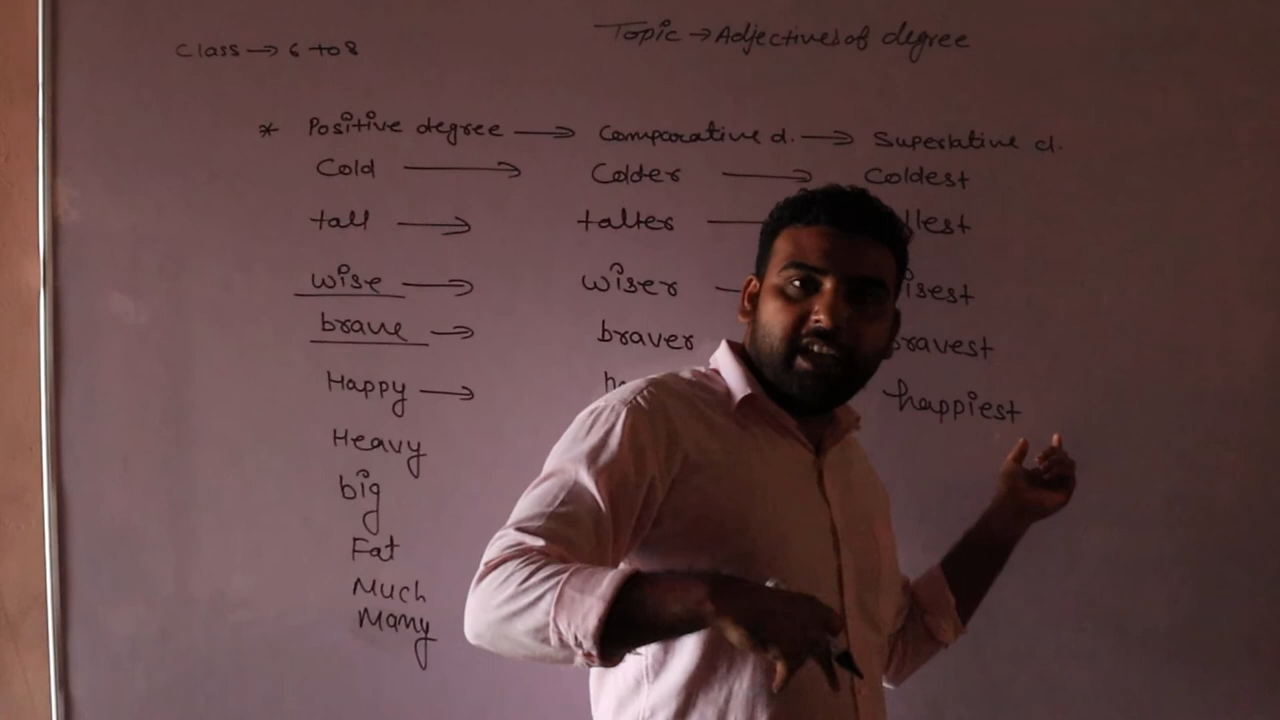 Class → 6 to 8
Topic → Adjectives of degree
* Positive degree → Comparative d. → Superlative d.
Cold → Colder → Coldest
tall → taller → llest
wise → wiser → isest
brave → braver ravest
Happy → h happiest
Heavy
big
Fat
Much
Many